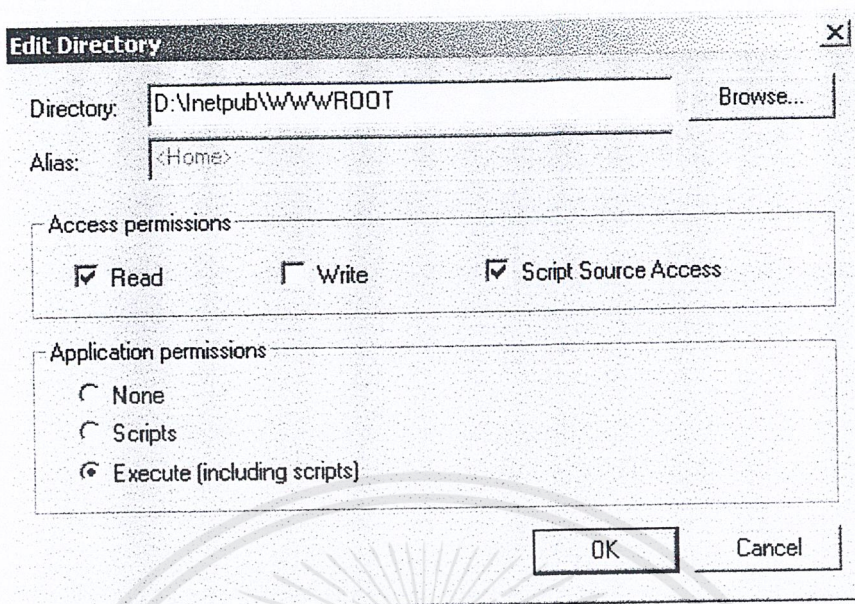 Edit Directory
Directory: D:\Inetpub\WWWROOT Browse...
Alias: <Home>
Access permissions
Read Write Script Source Access
Application permissions
None
Scripts
Execute (including scripts)
OK Cancel